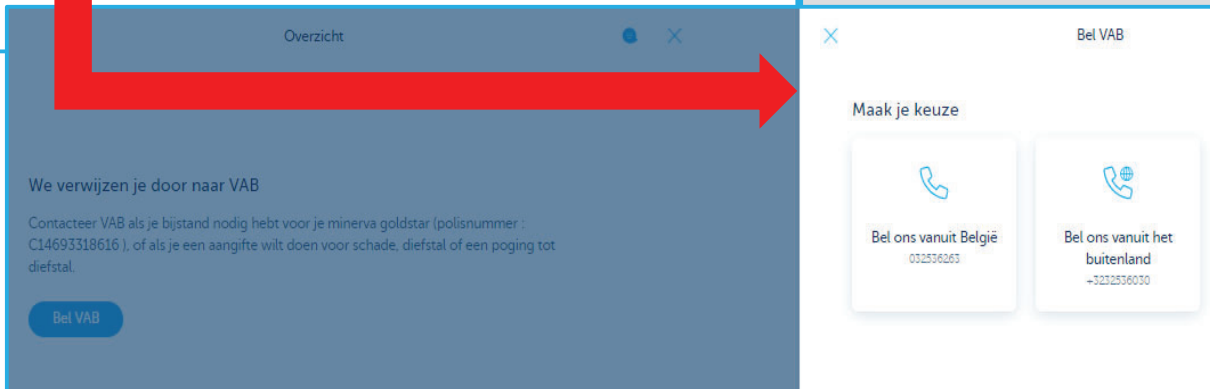 Overzicht
We verwijzen je door naar VAB
Contacteer VAB als je bijstand nodig hebt voor je minerva goldstar (polisnummer :
C14693318616 ), of als je een aangifte wilt doen voor schade, diefstal of een poging tot
diefstal.
Bel VAB
Bel VAB
Maak je keuze
Bel ons vanuit België
032536263
Bel ons vanuit het
buitenland
+3232536030